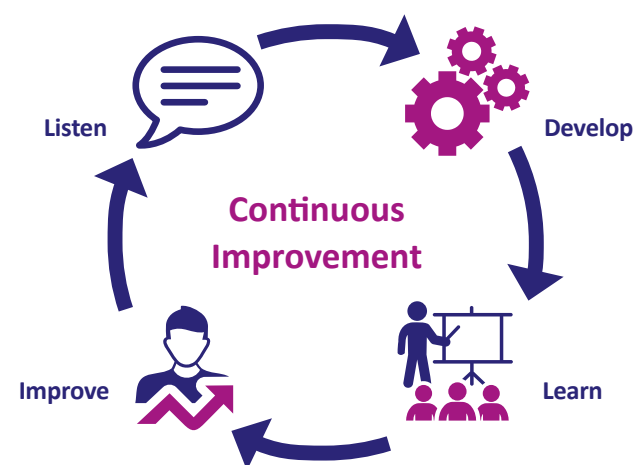 Listen
Develop
Continuous
Improvement
Improve
Learn